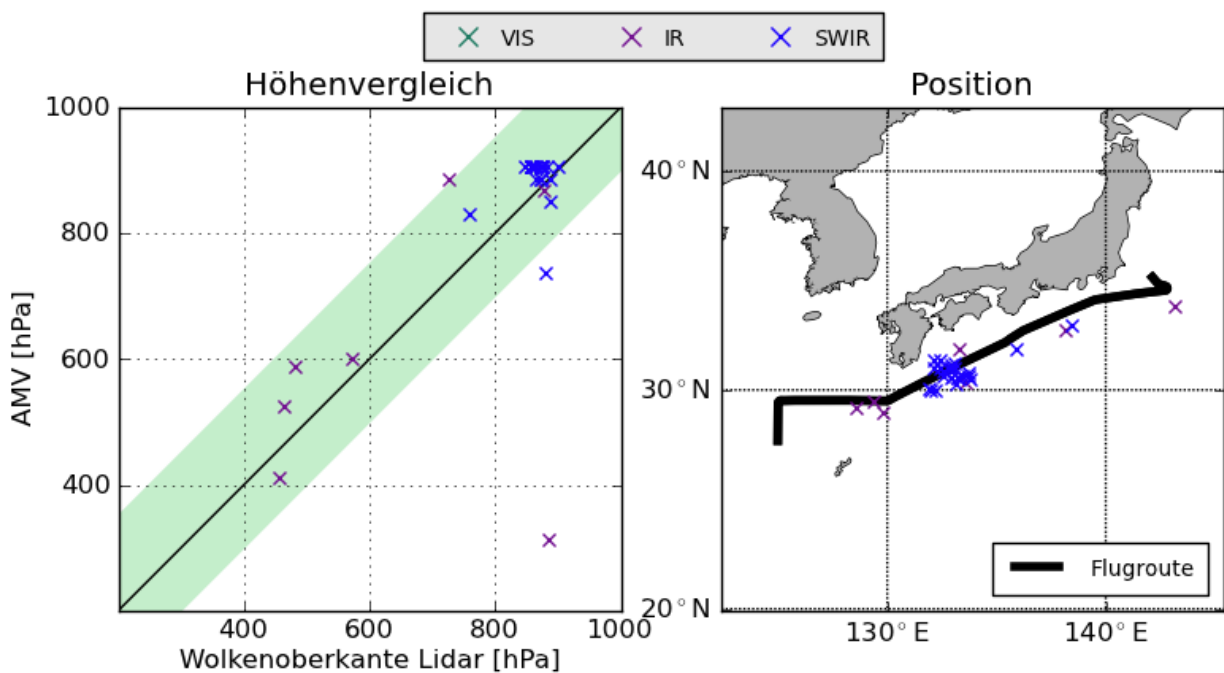 VIS IR SWIR
Höhenvergleich
1000
800
600
400
AMV [hPa]
400 600 800 1000
Wolkenoberkante Lidar [hPa]
Position
40°N
30°N
20°N
130°E 140°E
Flugroute